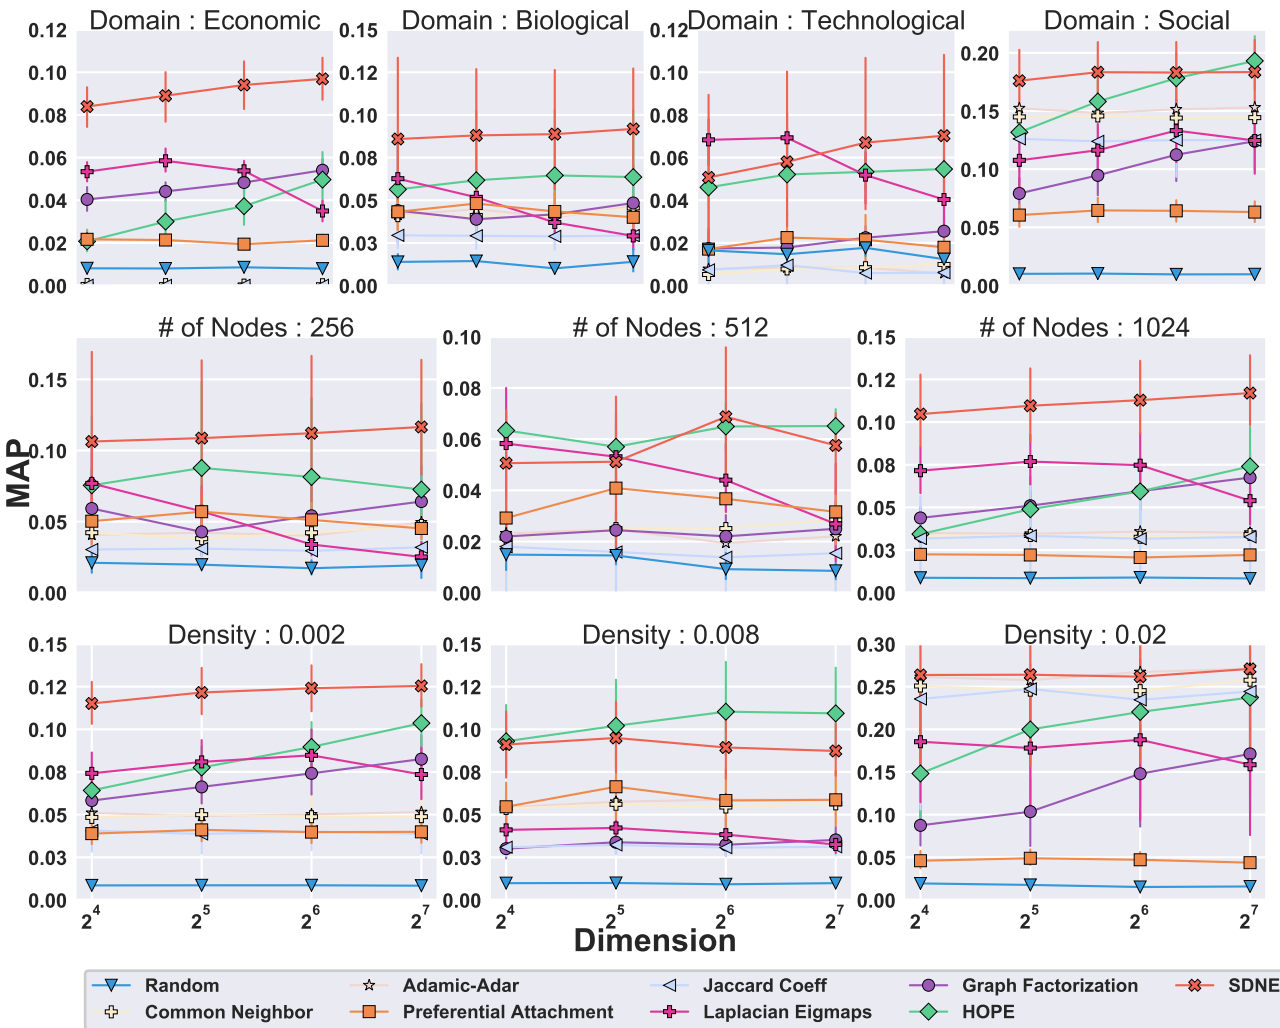 Domain : Economic
Domain : Biological
Domain : Technological
Domain : Social
0.12
0.10
0.08
0.06
0.04
0.02
0.00
0.15
0.12
0.10
0.08
0.05
0.03
0.00
0.12
0.10
0.08
0.06
0.04
0.02
0.00
0.20
0.15
0.10
0.05
0.00
# of Nodes : 256
# of Nodes : 512
# of Nodes : 1024
0.15
0.10
0.05
0.00
0.10
0.08
0.06
0.04
0.02
0.00
0.15
0.12
0.10
0.08
0.05
0.03
0.00
MAP
Density : 0.002
Density : 0.008
Density : 0.02
0.15
0.12
0.10
0.08
0.05
0.03
0.00
0.15
0.12
0.10
0.08
0.05
0.03
0.00
0.30
0.25
0.20
0.15
0.10
0.05
0.00
2^4 2^5 2^6 2^7
2^4 2^5 2^6 2^7
2^4 2^5 2^6 2^7
Dimension
Random
Adamic-Adar
Jaccard Coeff
Graph Factorization
SDNE
Common Neighbor
Preferential Attachment
Laplacian Eigmaps
HOPE